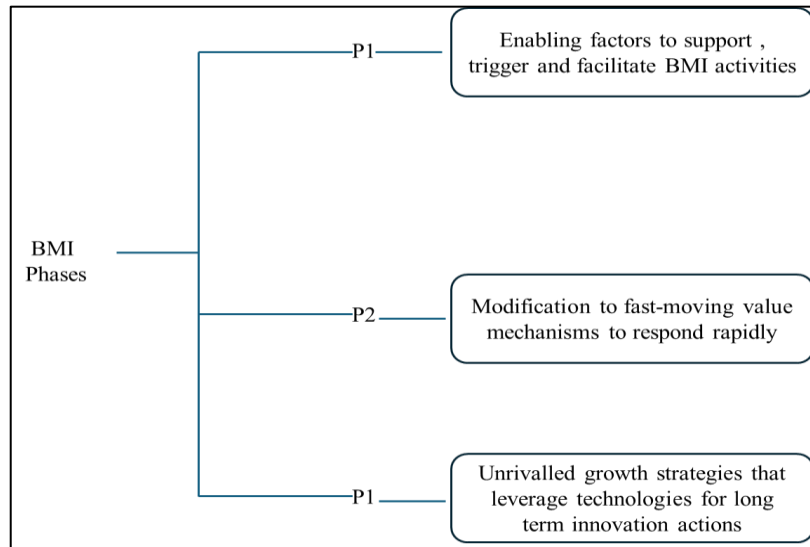 P1
Enabling factors to support ,
trigger and facilitate BMI activities
BMI
Phases
P2
Modification to fast-moving value
mechanisms to respond rapidly
P1
Unrivalled growth strategies that
leverage technologies for long
term innovation actions